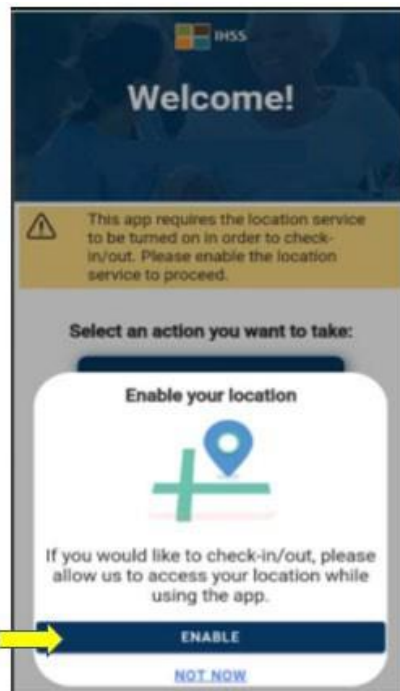 IHSS
Welcome!
This app requires the location service
to be turned on in order to check-
in/out. Please enable the location
service to proceed.
Select an action you want to take:
Enable your location
If you would like to check-in/out, please
allow us to access your location while
using the app.
ENABLE
NOT NOW